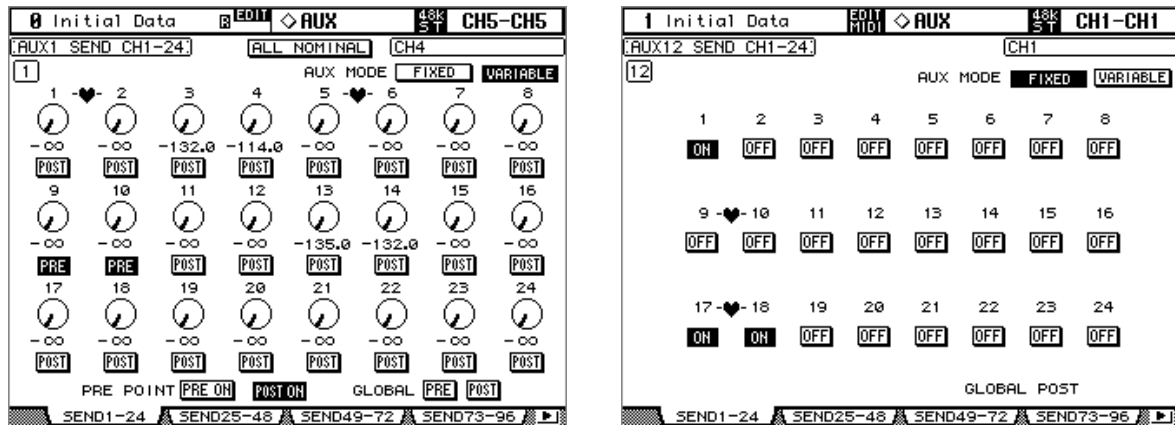 0 Initial Data R EDIT ◇AUX 48k ST CH5-CH5
AUX1 SEND CH1-24 ALL NOMINAL CH4
1 AUX MODE FIXED VARIABLE
1 -♥- 2 3 4 5 -♥- 6 7 8
-∞ -∞ -132.0 -114.0 -∞ -∞ -∞ -∞
POST POST POST POST POST POST POST POST
9 10 11 12 13 14 15 16
-∞ -∞ -∞ -∞ -135.0 -132.0 -∞ -∞
PRE PRE POST POST POST POST POST POST
17 18 19 20 21 22 23 24
-∞ -∞ -∞ -∞ -∞ -∞ -∞ -∞
POST POST POST POST POST POST POST POST
PRE POINT PRE ON POST ON GLOBAL PRE POST
SEND1-24 SEND25-48 SEND49-72 SEND73-96
1 Initial Data EDIT MIDI ◇AUX 48k ST CH1-CH1
AUX12 SEND CH1-24 CH1
12 AUX MODE FIXED VARIABLE
1 2 3 4 5 6 7 8
ON OFF OFF OFF OFF OFF OFF OFF
9 -♥- 10 11 12 13 14 15 16
OFF OFF OFF OFF OFF OFF OFF OFF
17 -♥- 18 19 20 21 22 23 24
ON ON OFF OFF OFF OFF OFF OFF
GLOBAL POST
SEND1-24 SEND25-48 SEND49-72 SEND73-96